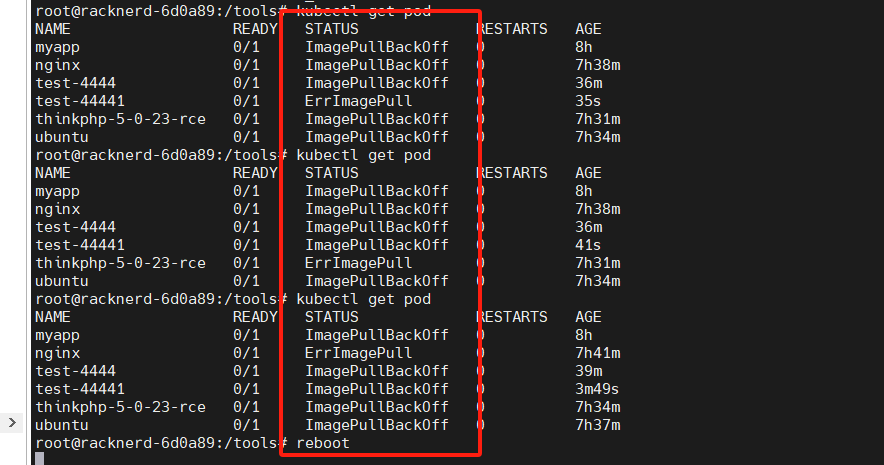 root@racknerd-6d0a89:/tools# kubectl get pod
NAME READY STATUS RESTARTS AGE
myapp 0/1 ImagePullBackOff 0 8h
nginx 0/1 ImagePullBackOff 0 7h38m
test-4444 0/1 ImagePullBackOff 0 36m
test-44441 0/1 ErrImagePull 0 35s
thinkphp-5-0-23-rce 0/1 ImagePullBackOff 0 7h31m
ubuntu 0/1 ImagePullBackOff 0 7h34m
root@racknerd-6d0a89:/tools# kubectl get pod
NAME READY STATUS RESTARTS AGE
myapp 0/1 ImagePullBackOff 0 8h
nginx 0/1 ImagePullBackOff 0 7h38m
test-4444 0/1 ImagePullBackOff 0 36m
test-44441 0/1 ImagePullBackOff 0 41s
thinkphp-5-0-23-rce 0/1 ErrImagePull 0 7h31m
ubuntu 0/1 ImagePullBackOff 0 7h34m
root@racknerd-6d0a89:/tools# kubectl get pod
NAME READY STATUS RESTARTS AGE
myapp 0/1 ImagePullBackOff 0 8h
nginx 0/1 ErrImagePull 0 7h41m
test-4444 0/1 ImagePullBackOff 0 39m
test-44441 0/1 ImagePullBackOff 0 3m49s
thinkphp-5-0-23-rce 0/1 ImagePullBackOff 0 7h34m
ubuntu 0/1 ImagePullBackOff 0 7h37m
root@racknerd-6d0a89:/tools# reboot